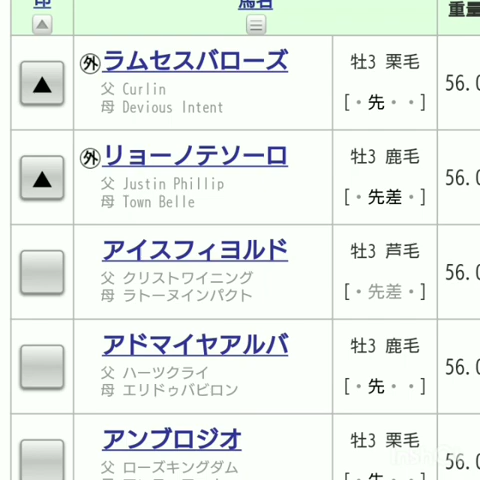 印 馬名 重量
▲ 外 ラムセスバローズ 牡3 栗毛 56.0
父 Curlin
母 Devious Intent [・先・・]
▲ 外 リョーノテソーロ 牡3 鹿毛 56.0
父 Justin Phillip
母 Town Belle [・先差・]
アイスフィヨルド 牡3 芦毛 56.0
父 クリストワイニング
母 ラトーヌインパクト [・先差・]
アドマイヤアルバ 牡3 鹿毛 56.0
父 ハーツクライ
母 エリドゥバビロン [・先・・]
アンブロジオ 牡3 栗毛 56.0
父 ローズキングダム